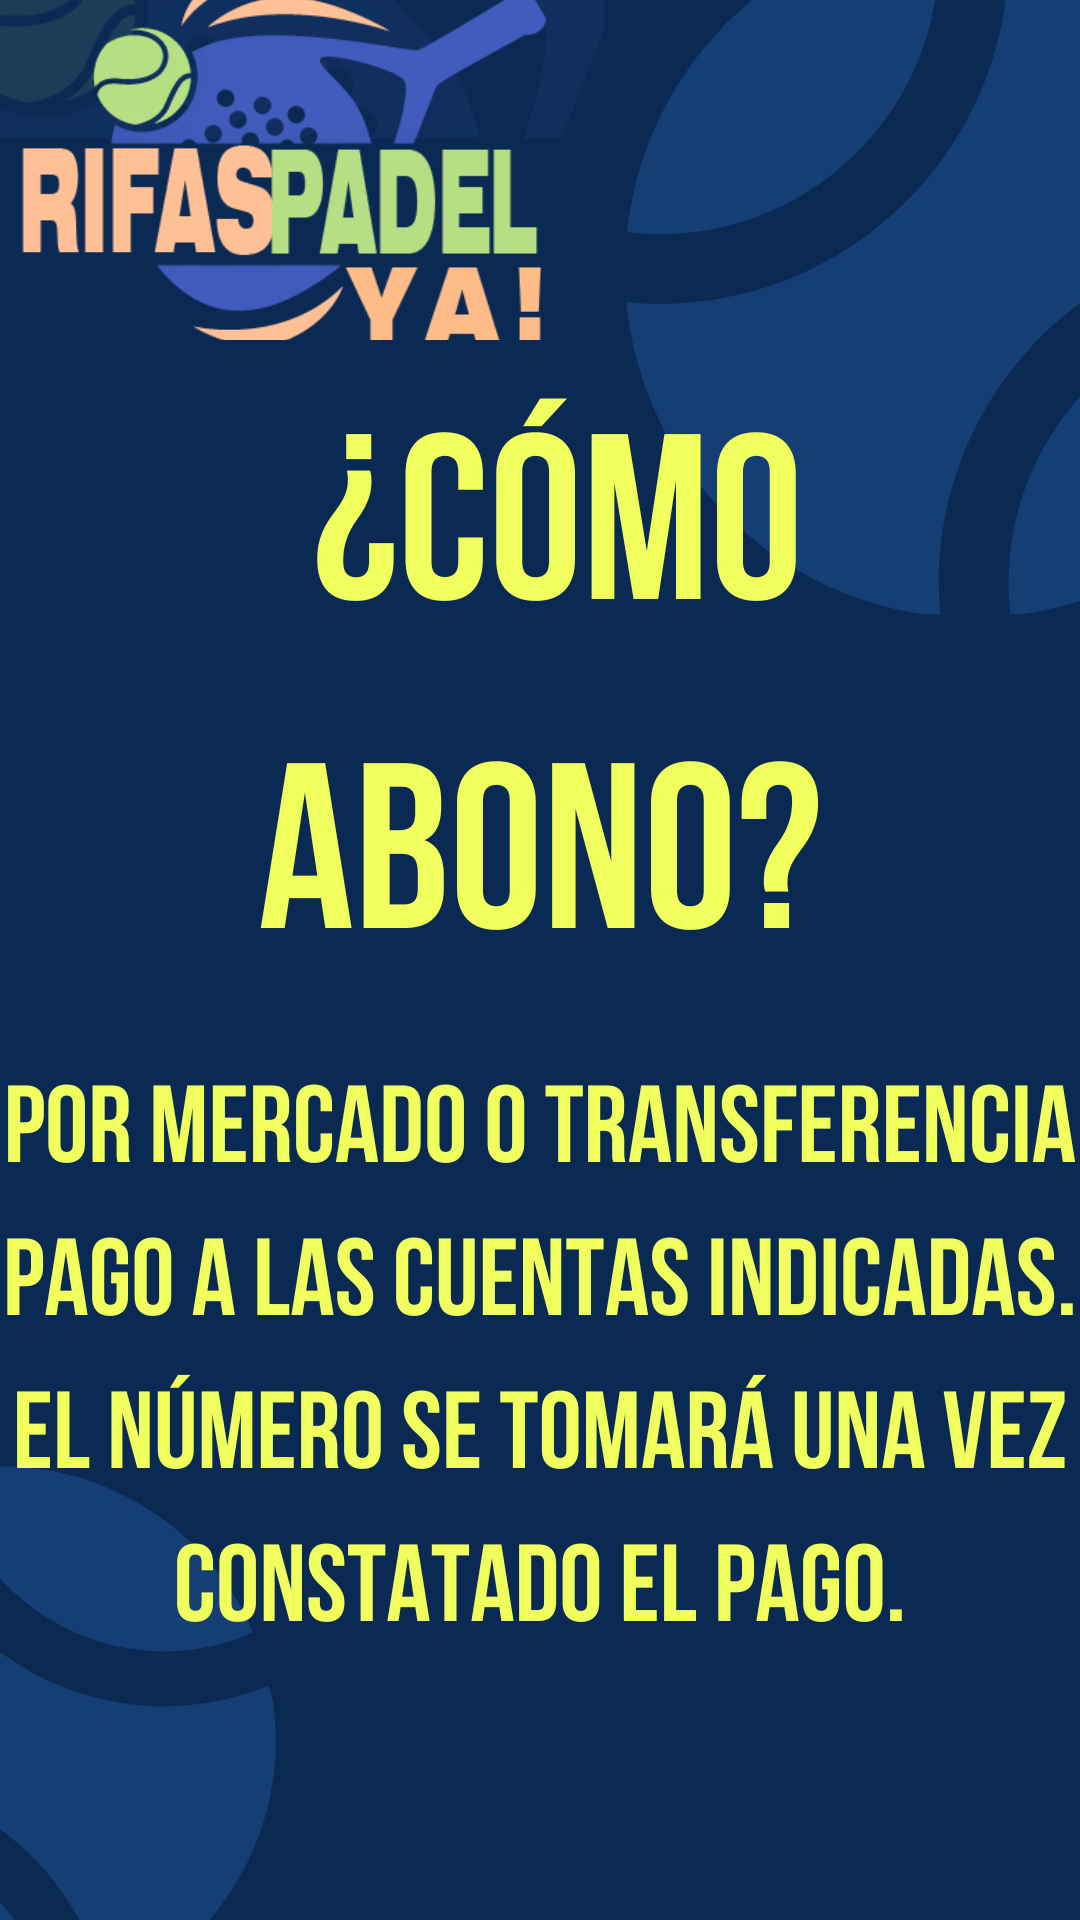 RIFASPADEL
YA!
¿CÓMO
ABONO?
POR MERCADO O TRANSFERENCIA
PAGO A LAS CUENTAS INDICADAS.
EL NÚMERO SE TOMARÁ UNA VEZ
CONSTATADO EL PAGO.